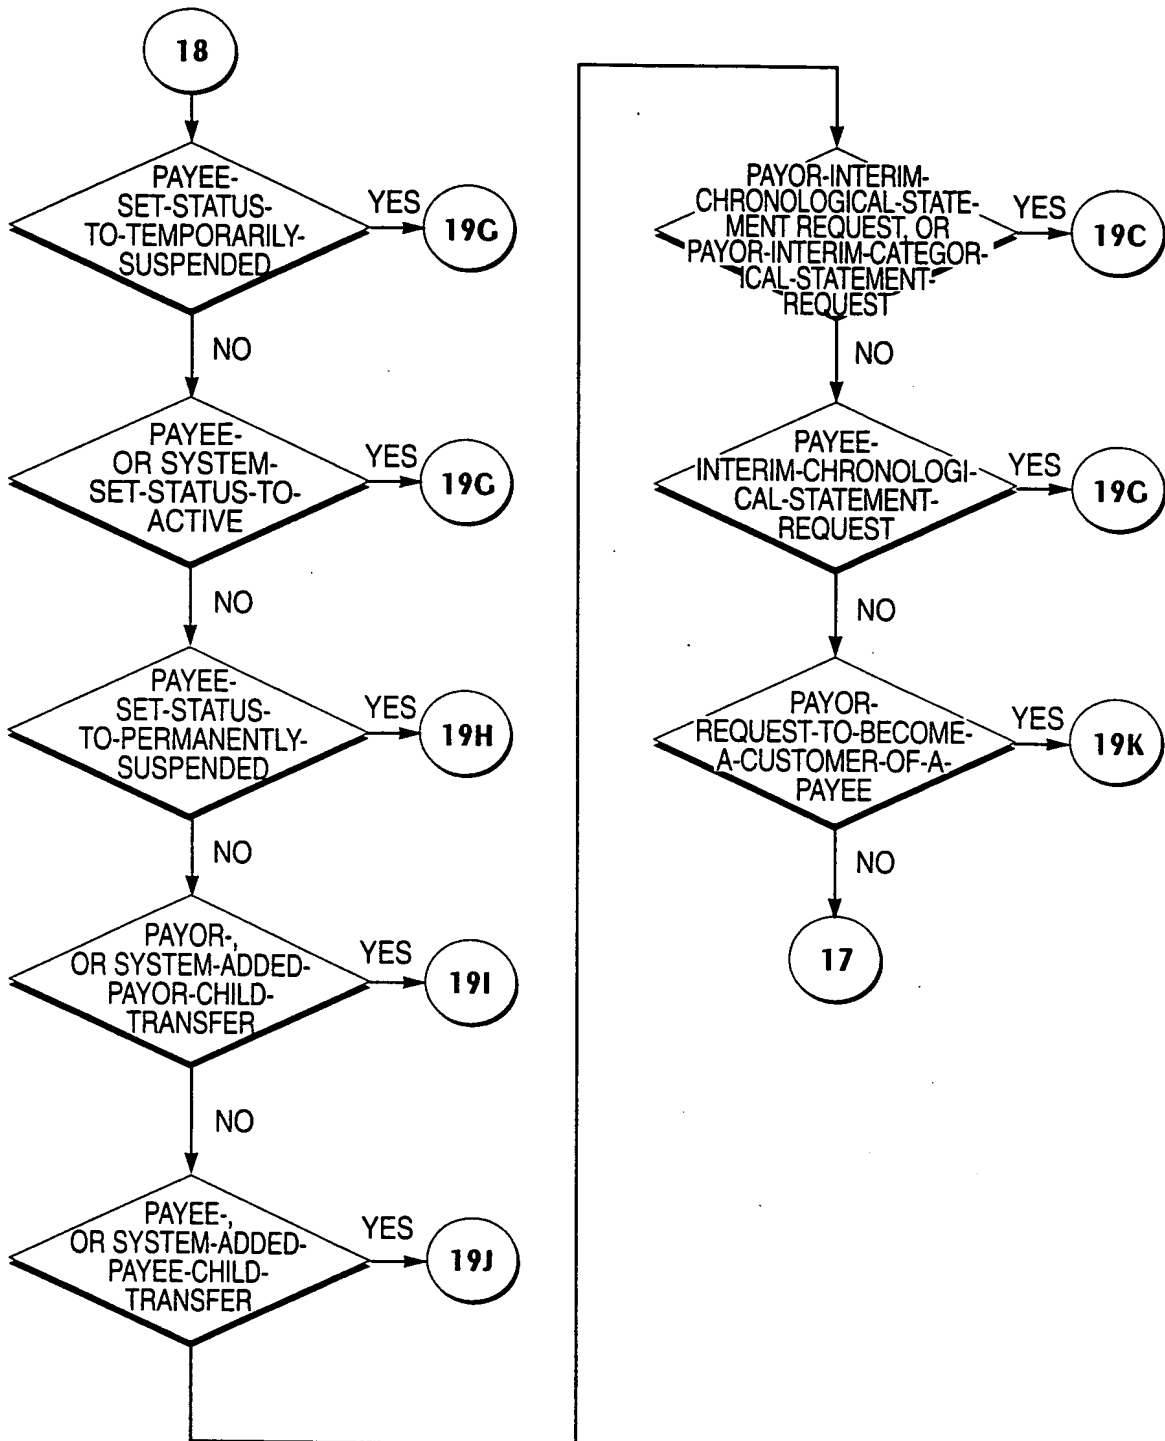 18
PAYEE-
SET-STATUS-
TO-TEMPORARILY-
SUSPENDED
YES
19G
NO
PAYEE-
OR SYSTEM-
SET-STATUS-TO-
ACTIVE
YES
19G
NO
PAYEE-
SET-STATUS-
TO-PERMANENTLY-
SUSPENDED
YES
19H
NO
PAYOR-,
OR SYSTEM-ADDED-
PAYOR-CHILD-
TRANSFER
YES
19I
NO
PAYEE-,
OR SYSTEM-ADDED-
PAYEE-CHILD-
TRANSFER
YES
19J
PAYOR-INTERIM-
CHRONOLOGICAL-STATE-
MENT REQUEST, OR
PAYOR-INTERIM-CATEGOR-
ICAL-STATEMENT-
REQUEST
YES
19C
NO
PAYEE-
INTERIM-CHRONOLOGI-
CAL-STATEMENT-
REQUEST
YES
19G
NO
PAYOR-
REQUEST-TO-BECOME-
A-CUSTOMER-OF-A-
PAYEE
YES
19K
NO
17